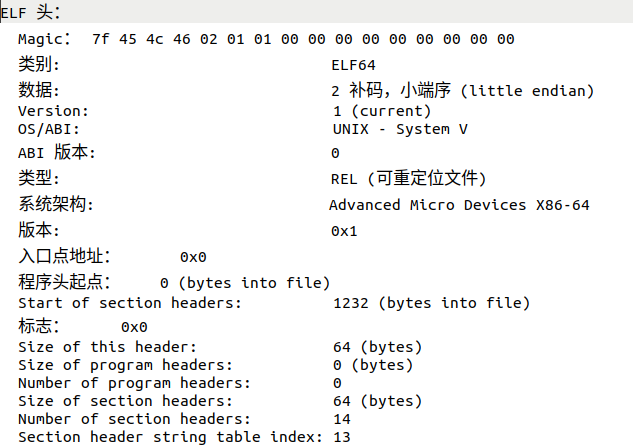 ELF 头：
Magic： 7f 45 4c 46 02 01 01 00 00 00 00 00 00 00 00 00
类别: ELF64
数据: 2 补码，小端序 (little endian)
Version: 1 (current)
OS/ABI: UNIX - System V
ABI 版本: 0
类型: REL (可重定位文件)
系统架构: Advanced Micro Devices X86-64
版本: 0x1
入口点地址： 0x0
程序头起点： 0 (bytes into file)
Start of section headers: 1232 (bytes into file)
标志： 0x0
Size of this header: 64 (bytes)
Size of program headers: 0 (bytes)
Number of program headers: 0
Size of section headers: 64 (bytes)
Number of section headers: 14
Section header string table index: 13